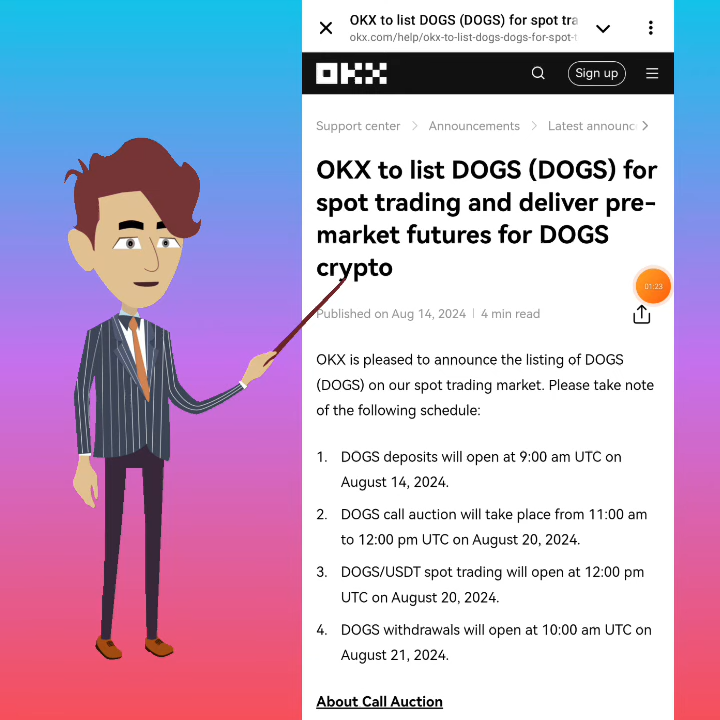 OKX to list DOGS (DOGS) for spot tra
okx.com/help/okx-to-list-dogs-dogs-for-spot-t
OKX
Sign up
Support center > Announcements > Latest announc >
OKX to list DOGS (DOGS) for
spot trading and deliver pre-
market futures for DOGS
crypto
01:23
Published on Aug 14, 2024 | 4 min read
OKX is pleased to announce the listing of DOGS
(DOGS) on our spot trading market. Please take note
of the following schedule:
1. DOGS deposits will open at 9:00 am UTC on
August 14, 2024.
2. DOGS call auction will take place from 11:00 am
to 12:00 pm UTC on August 20, 2024.
3. DOGS/USDT spot trading will open at 12:00 pm
UTC on August 20, 2024.
4. DOGS withdrawals will open at 10:00 am UTC on
August 21, 2024.
About Call Auction